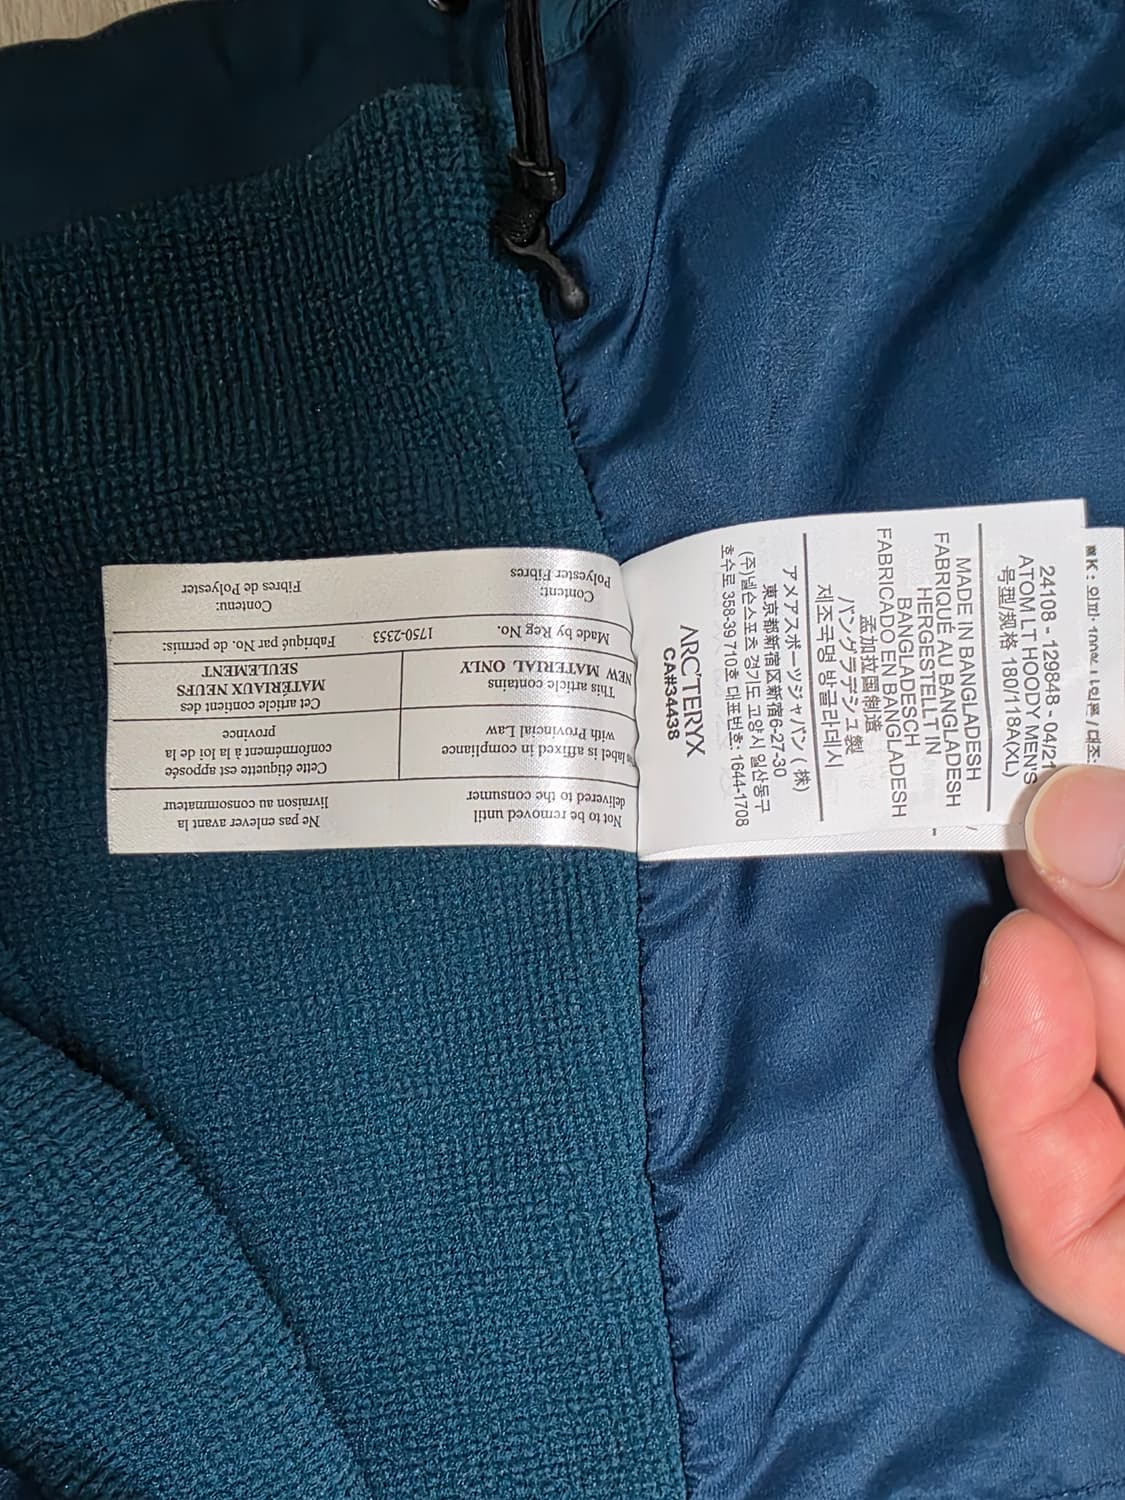 Not to be removed until
delivered to the consumer
Ne pas enlever avant la
livraison au consommateur
label is affixed in compliance
with Provincial Law
Cette étiquette est apposée
conformément à la loi de la
province
This article contains
NEW MATERIAL ONLY
Cet article contient des
MATÉRIAUX NEUFS
SEULEMENT
Made by Reg No.
1750-2353
Fabriqué par No. de permis:
Content:
Polyester Fibres
Contenu:
Fibres de Polyester
24108 - 129848 - 04/21
ATOM LT HOODY MEN'S
号型/规格 180/118A(XL)
MADE IN BANGLADESH
FABRIQUÉ AU BANGLADESH
HERGESTELLT IN
BANGLADESCH
FABRICADO EN BANGLADESH
孟加拉国制造
バングラデシュ製
제조국명 방글라데시
アメアスポーツジャパン (株)
東京都新宿区新宿6-27-30
(주)넬슨스포츠 경기도 고양시 일산동구
호수로 358-39 710호 대표번호· 1644-1708
ARC'TERYX
CA#34438